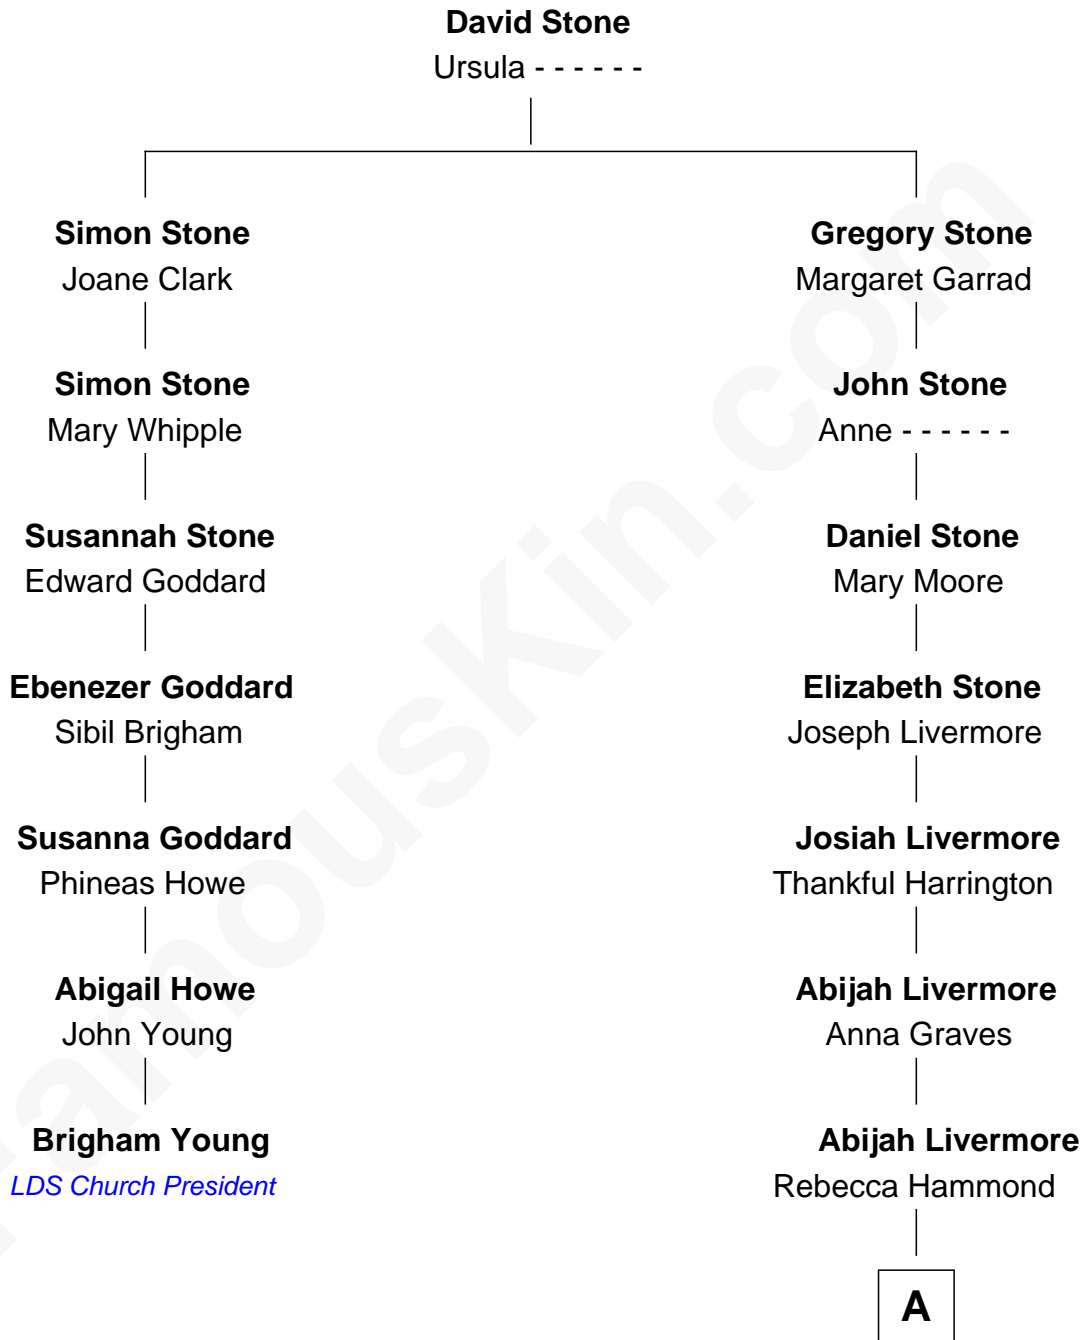 David Stone
Ursula - - - - - -
Simon Stone
Joane Clark
Gregory Stone
Margaret Garrad
Simon Stone
Mary Whipple
John Stone
Anne - - - - - -
Susannah Stone
Edward Goddard
Daniel Stone
Mary Moore
Ebenezer Goddard
Sibil Brigham
Elizabeth Stone
Joseph Livermore
Susanna Goddard
Phineas Howe
Josiah Livermore
Thankful Harrington
Abigail Howe
John Young
Abijah Livermore
Anna Graves
Brigham Young
LDS Church President
Abijah Livermore
Rebecca Hammond
A
FamousKin.com